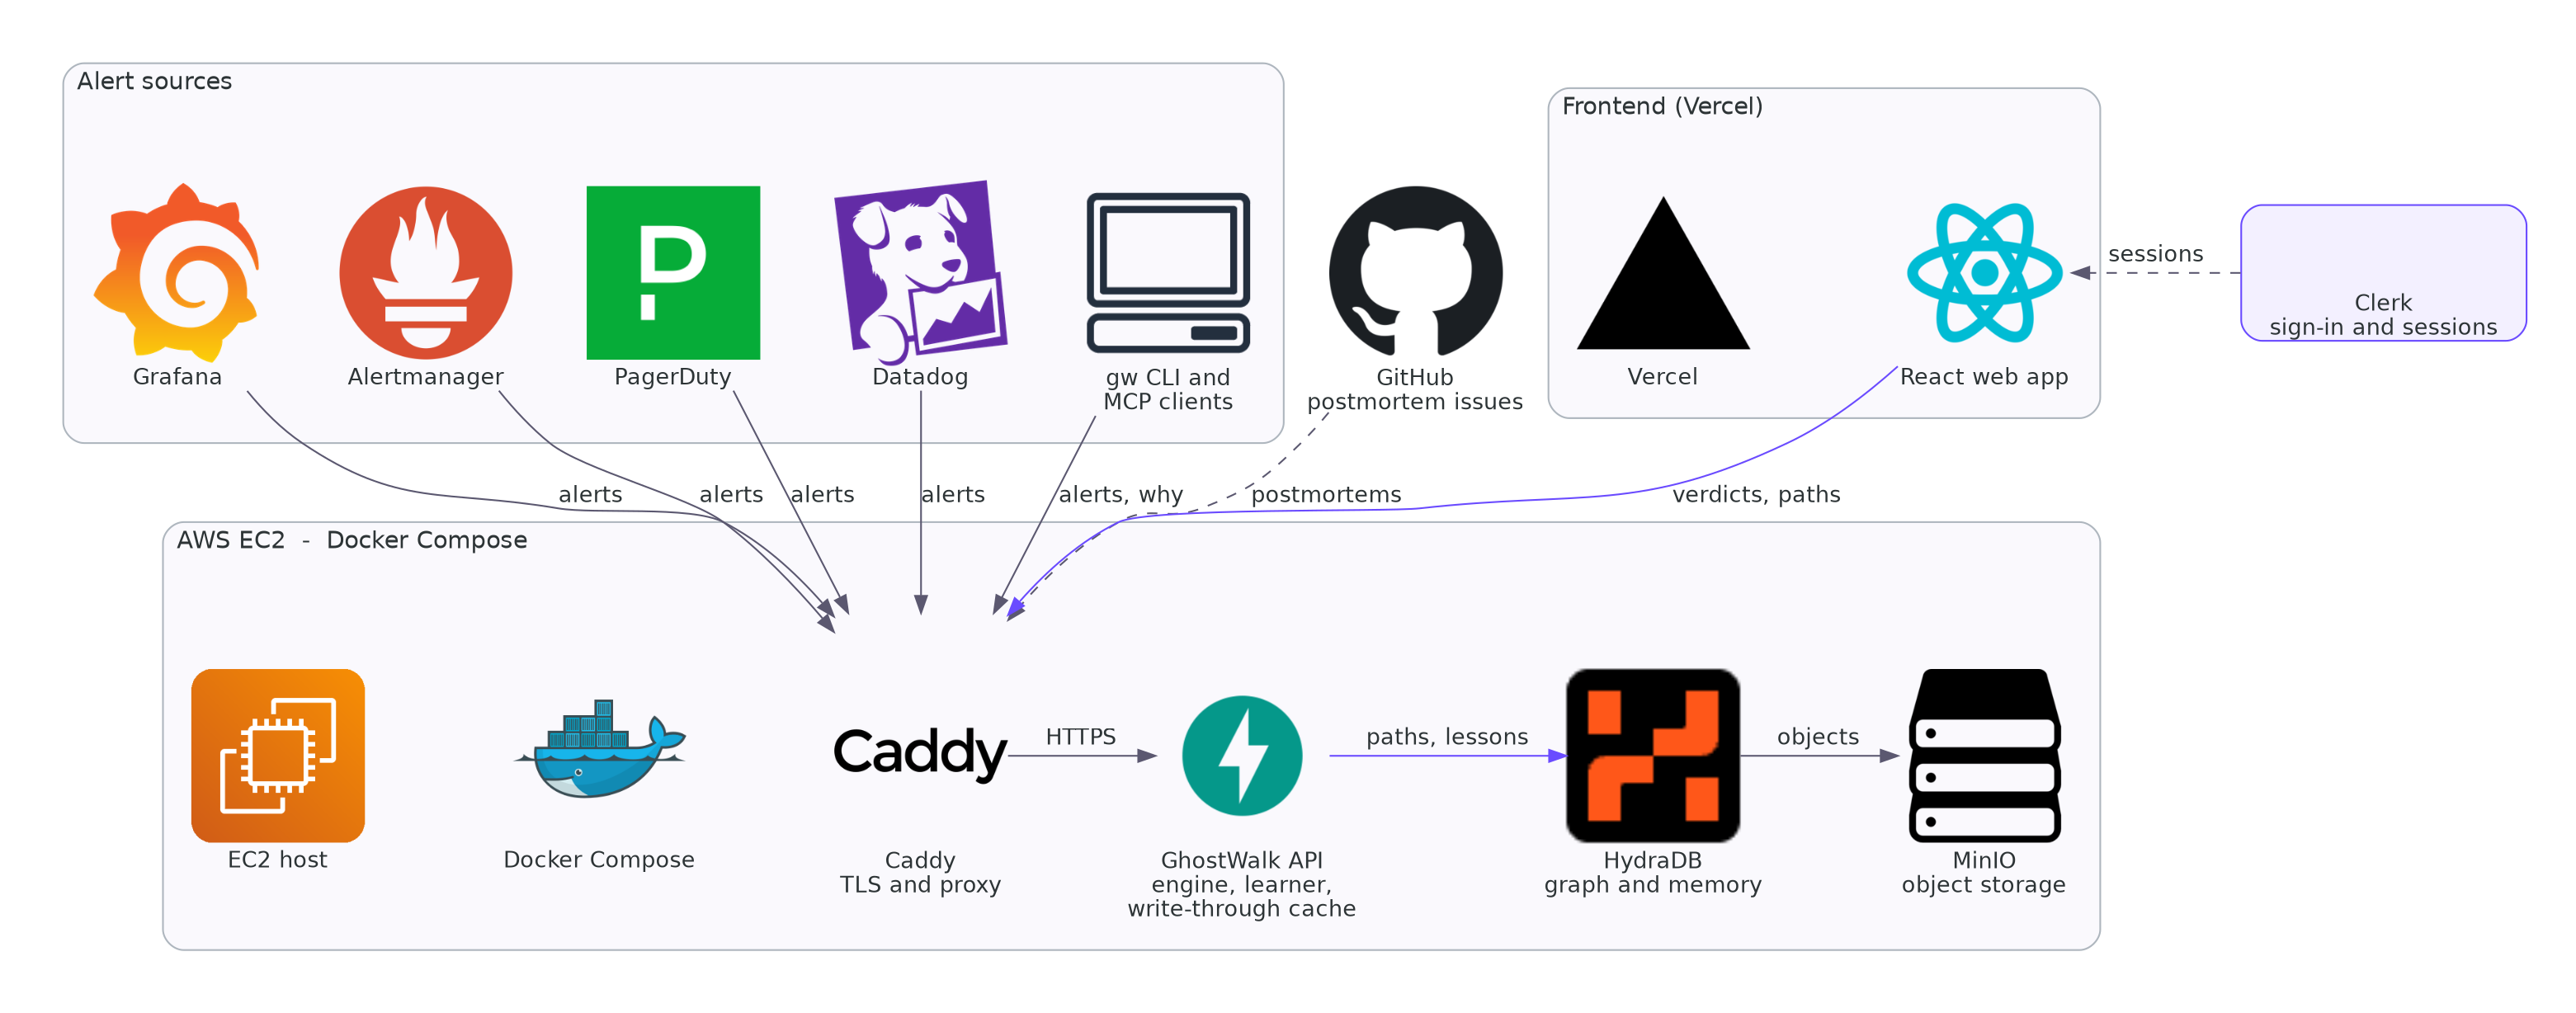 Alert sources
Frontend (Vercel)
Grafana
Alertmanager
PagerDuty
Datadog
gw CLI and
MCP clients
GitHub
postmortem issues
Vercel
React web app
sessions
Clerk
sign-in and sessions
alerts
alerts
alerts
alerts
alerts, why
postmortems
verdicts, paths
AWS EC2 - Docker Compose
Caddy
HTTPS
paths, lessons
objects
EC2 host
Docker Compose
Caddy
TLS and proxy
GhostWalk API
engine, learner,
write-through cache
HydraDB
graph and memory
MinIO
object storage